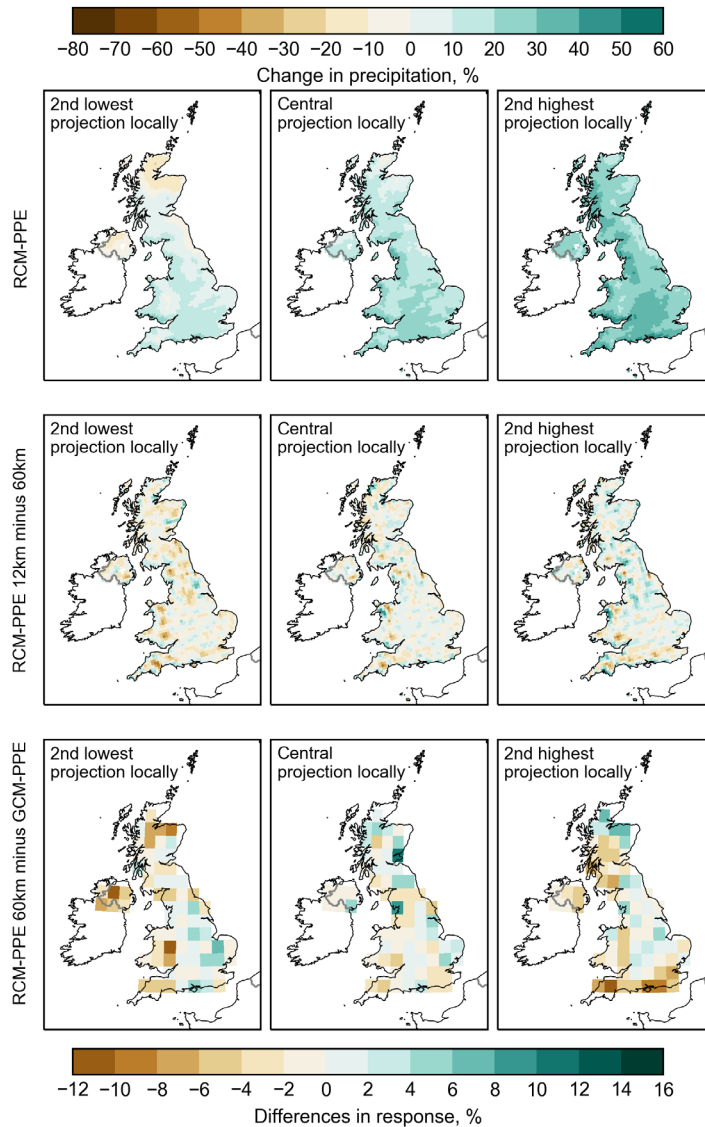 −80 −70 −60 −50 −40 −30 −20 −10 0 10 20 30 40 50 60
Change in precipitation, %
RCM-PPE
2nd lowest
projection locally
Central
projection locally
2nd highest
projection locally
RCM-PPE 12km minus 60km
2nd lowest
projection locally
Central
projection locally
2nd highest
projection locally
RCM-PPE 60km minus GCM-PPE
2nd lowest
projection locally
Central
projection locally
2nd highest
projection locally
−12 −10 −8 −6 −4 −2 0 2 4 6 8 10 12 14 16
Differences in response, %